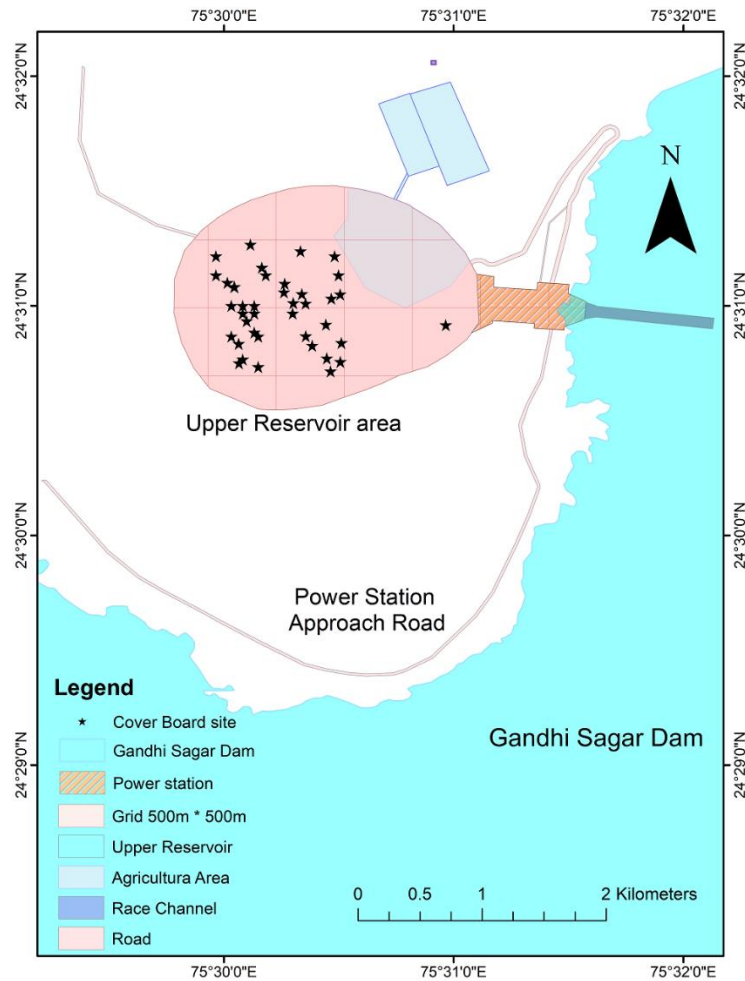 75°30'0"E 75°31'0"E 75°32'0"E
24°32'0"N 24°32'0"N
N
24°31'0"N 24°31'0"N
Upper Reservoir area
24°30'0"N 24°30'0"N
Power Station
Approach Road
Legend
Cover Board site
Gandhi Sagar Dam
Power station
Grid 500m * 500m
Upper Reservoir
Agricultura Area
Race Channel
Road
Gandhi Sagar Dam
24°29'0"N 24°29'0"N
0 0.5 1 2 Kilometers
75°30'0"E 75°31'0"E 75°32'0"E